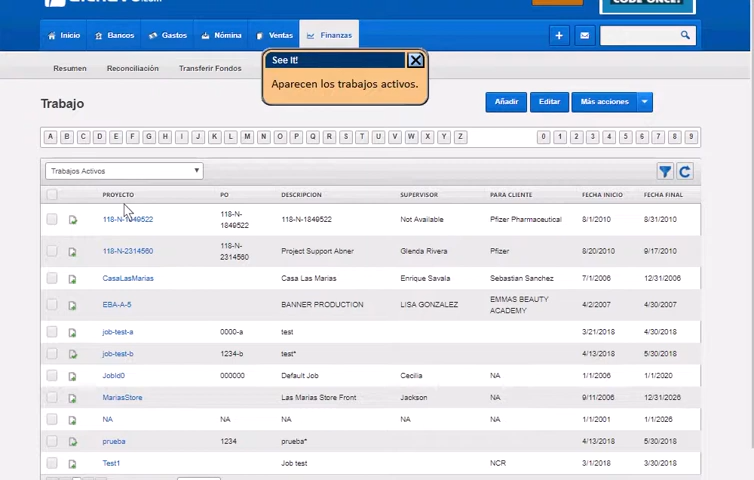 CODE ONCE!
Inicio Bancos Gastos Nómina Ventas Finanzas
See It!
Aparecen los trabajos activos.
Resumen Reconciliación Transferir Fondos
Trabajo
Añadir Editar Más acciones
A B C D E F G H I J K L M N O P Q R S T U V W X Y Z 0 1 2 3 4 5 6 7 8 9
Trabajos Activos
PROYECTO PO DESCRIPCION SUPERVISOR PARA CLIENTE FECHA INICIO FECHA FINAL
118-N-1849522 118-N-1849522 118-N-1849522 Not Available Pfizer Pharmaceutical 8/1/2010 8/31/2010
118-N-2314560 118-N-2314560 Project Support Abner Glenda Rivera Pfizer 8/20/2010 9/17/2010
CasaLasMarias Casa Las Marias Enrique Savala Sebastian Sanchez 7/1/2006 12/31/2006
EBA-A-5 BANNER PRODUCTION LISA GONZALEZ EMMAS BEAUTY ACADEMY 4/2/2007 4/30/2007
job-test-a 0000-a test 3/21/2018 4/30/2018
job-test-b 1234-b test* 4/13/2018 5/30/2018
JobId0 000000 Default Job Cecilia NA 1/1/2006 1/1/2020
MariasStore Las Marias Store Front Jackson NA 9/11/2006 12/31/2026
NA NA NA NA NA 1/1/2001 1/1/2026
prueba 1234 prueba* 4/13/2018 5/30/2018
Test1 Job test NCR 3/1/2018 3/30/2018